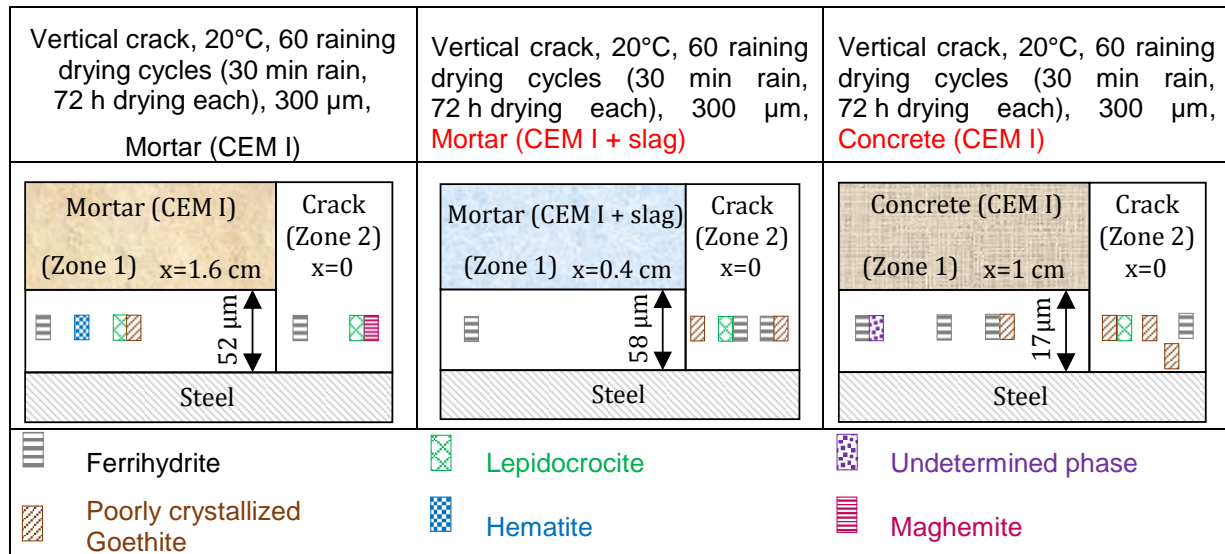 Vertical crack, 20°C, 60 raining
drying cycles (30 min rain,
72 h drying each), 300 µm,
Mortar (CEM I)
Vertical crack, 20°C, 60 raining
drying cycles (30 min rain,
72 h drying each), 300 µm,
Mortar (CEM I + slag)
Vertical crack, 20°C, 60 raining
drying cycles (30 min rain,
72 h drying each), 300 µm,
Concrete (CEM I)
Mortar (CEM I)
(Zone 1) x=1.6 cm
Crack
(Zone 2)
x=0
52 µm
Steel
Mortar (CEM I + slag)
(Zone 1) x=0.4 cm
Crack
(Zone 2)
x=0
58 µm
Steel
Concrete (CEM I)
(Zone 1) x=1 cm
Crack
(Zone 2)
x=0
17µm
Steel
Ferrihydrite
Lepidocrocite
Undetermined phase
Poorly crystallized
Goethite
Hematite
Maghemite